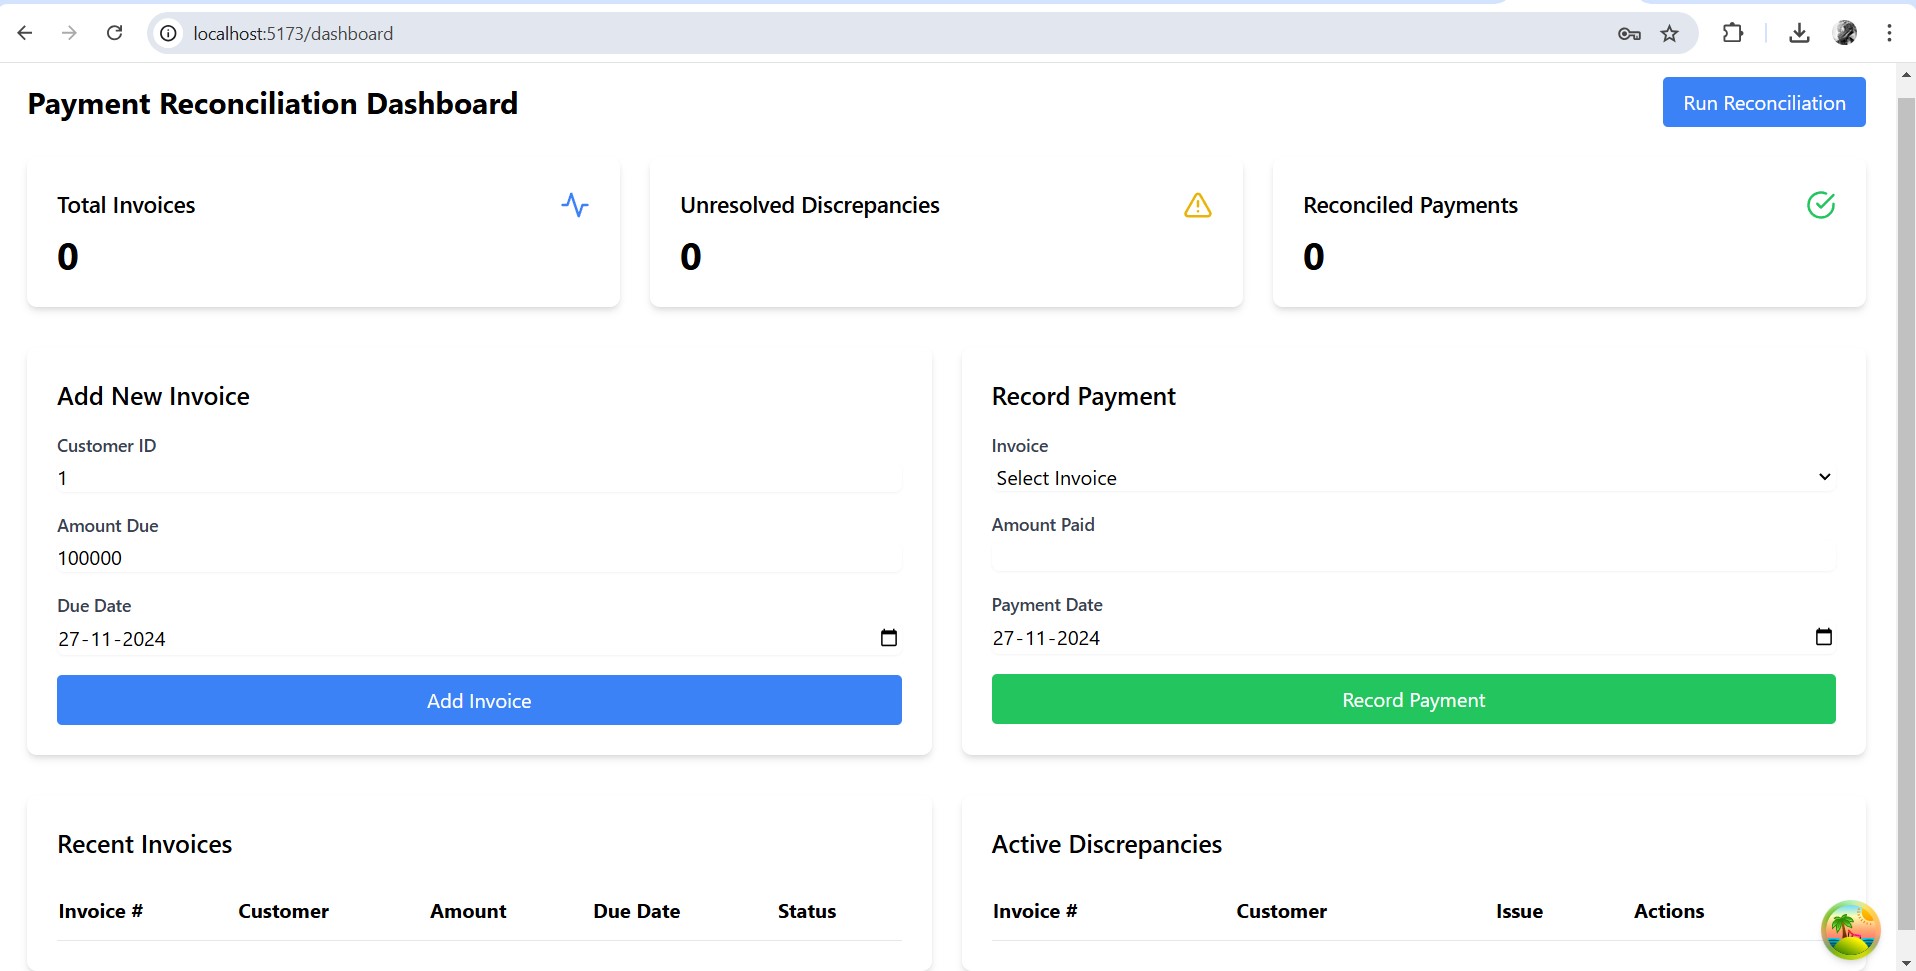 localhost:5173/dashboard
Payment Reconciliation Dashboard
Run Reconciliation
Total Invoices
0
Unresolved Discrepancies
0
Reconciled Payments
0
Add New Invoice
Customer ID
1
Amount Due
100000
Due Date
27-11-2024
Add Invoice
Record Payment
Invoice
Select Invoice
Amount Paid
Payment Date
27-11-2024
Record Payment
Recent Invoices
Invoice # Customer Amount Due Date Status
Active Discrepancies
Invoice # Customer Issue Actions